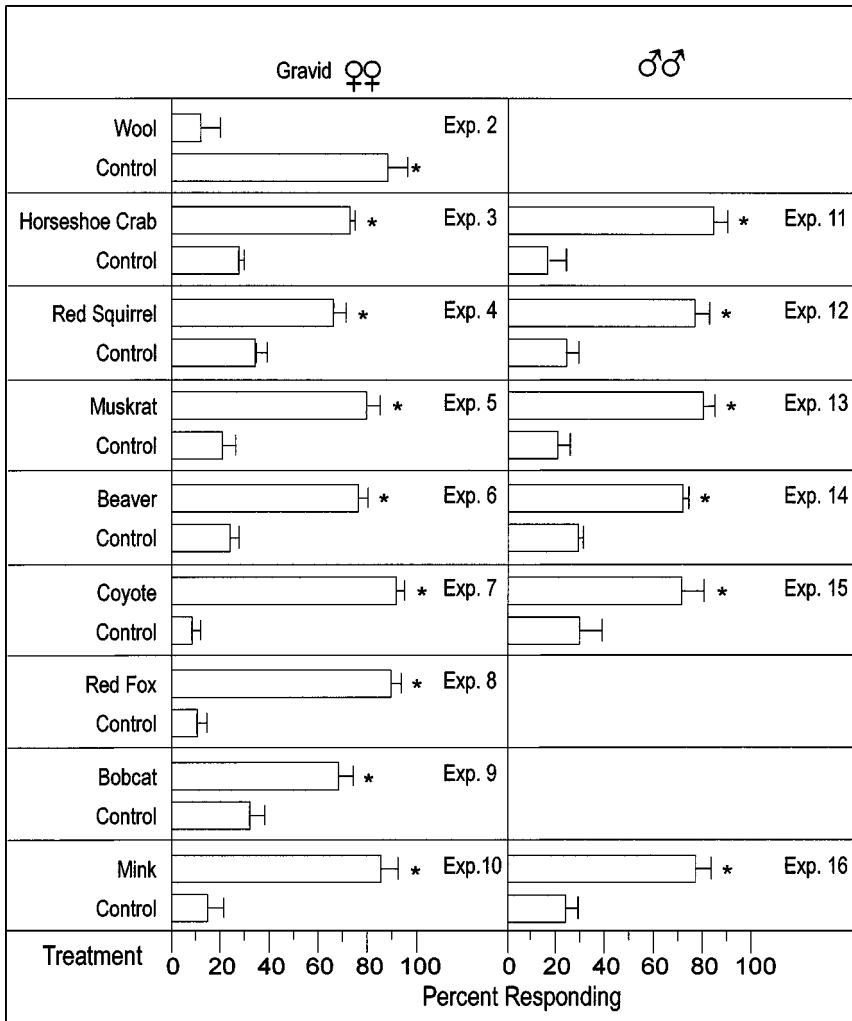 Gravid ♀♀ ♂♂
Wool Exp. 2
Control *
Horseshoe Crab * Exp. 3 * Exp. 11
Control
Red Squirrel * Exp. 4 * Exp. 12
Control
Muskrat * Exp. 5 * Exp. 13
Control
Beaver * Exp. 6 * Exp. 14
Control
Coyote * Exp. 7 * Exp. 15
Control
Red Fox * Exp. 8
Control
Bobcat * Exp. 9
Control
Mink * Exp.10 * Exp. 16
Control
Treatment 0 20 40 60 80 100 0 20 40 60 80 100
Percent Responding